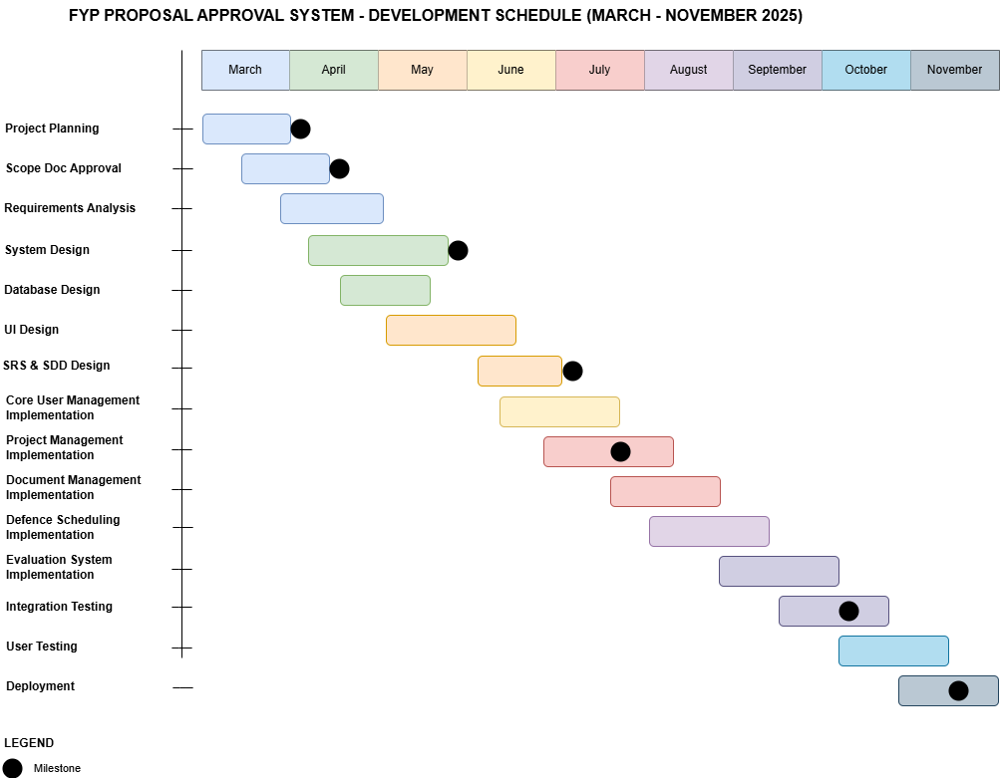 FYP PROPOSAL APPROVAL SYSTEM - DEVELOPMENT SCHEDULE (MARCH - NOVEMBER 2025)
March April May June July August September October November
Project Planning
Scope Doc Approval
Requirements Analysis
System Design
Database Design
UI Design
SRS & SDD Design
Core User Management
Implementation
Project Management
Implementation
Document Management
Implementation
Defence Scheduling
Implementation
Evaluation System
Implementation
Integration Testing
User Testing
Deployment
LEGEND
Milestone